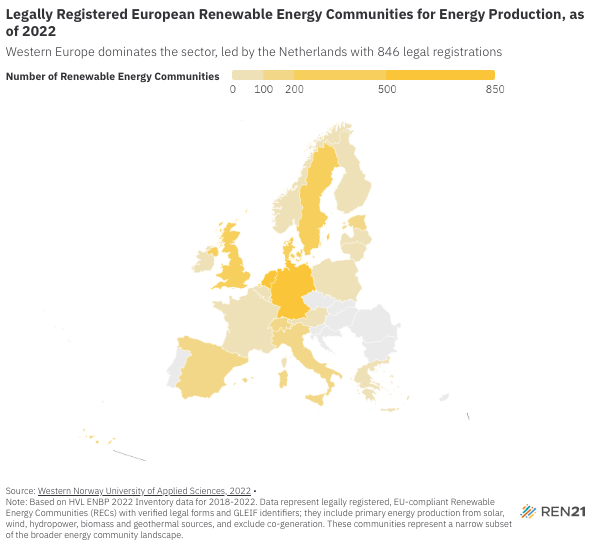 Legally Registered European Renewable Energy Communities for Energy Production, as
of 2022
Western Europe dominates the sector, led by the Netherlands with 846 legal registrations
Number of Renewable Energy Communities
0 100 200 500 850
Source: Western Norway University of Applied Sciences, 2022 •
Note: Based on HVL ENBP 2022 Inventory data for 2018-2022. Data represent legally registered, EU-compliant Renewable
Energy Communities (RECs) with verified legal forms and GLEIF identifiers; they include primary energy production from solar,
wind, hydropower, biomass and geothermal sources, and exclude co-generation. These communities represent a narrow subset
of the broader energy community landscape.
REN21